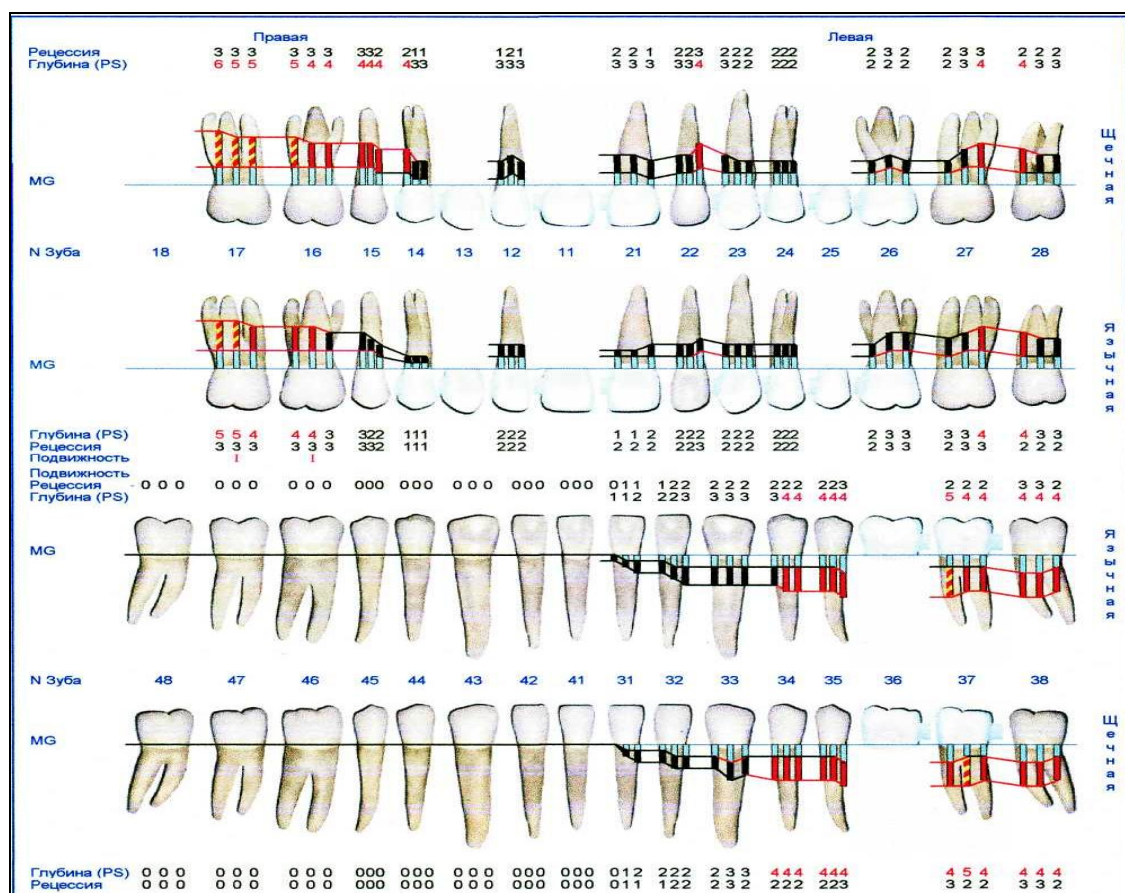 Правая Левая
Рецессия 3 3 3 3 3 3 332 211 121 2 2 1 223 222 222 2 3 2 2 3 3 2 2 2
Глубина (PS) 6 5 5 5 4 4 444 433 333 3 3 3 334 322 222 2 2 2 2 3 4 4 3 3
Щечная
MG
N Зуба 18 17 16 15 14 13 12 11 21 22 23 24 25 26 27 28
Язычная
MG
Глубина (PS) 5 5 4 4 4 3 322 111 222 1 1 2 222 222 222 2 3 3 3 3 4 4 3 3
Рецессия 3 3 3 3 3 3 332 111 222 2 2 2 223 222 222 2 3 3 2 3 3 2 2 2
Подвижность I I
Подвижность
Рецессия 0 0 0 0 0 0 0 0 0 000 000 0 0 0 000 000 011 122 2 2 2 222 223 2 2 2 3 3 2
Глубина (PS) 112 223 3 3 3 344 444 5 4 4 4 4 4
MG
Язычная
N Зуба 48 47 46 45 44 43 42 41 31 32 33 34 35 36 37 38
MG
Щечная
Глубина (PS) 0 0 0 0 0 0 0 0 0 000 000 0 0 0 000 000 012 222 2 3 3 444 444 4 5 4 4 4 4
Рецессия 0 0 0 0 0 0 0 0 0 000 000 0 0 0 000 000 011 122 2 3 2 222 223 3 2 2 3 3 2